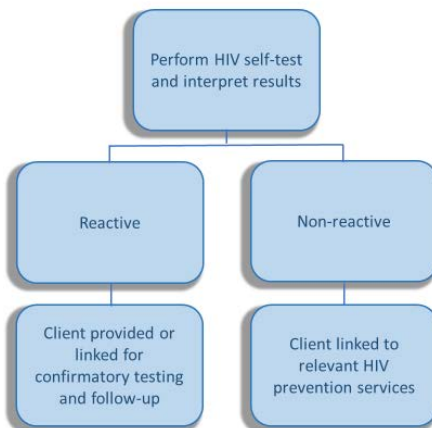 Perform HIV self-test
and interpret results
Reactive
Non-reactive
Client provided or
linked for
confirmatory testing
and follow-up
Client linked to
relevant HIV
prevention services